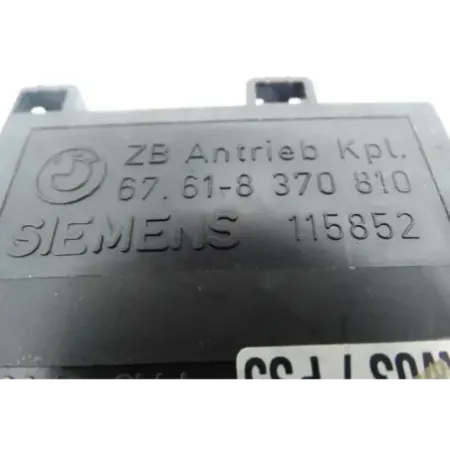 ZB Antrieb Kpl.
67.61-8 370 810
SIEMENS 115852